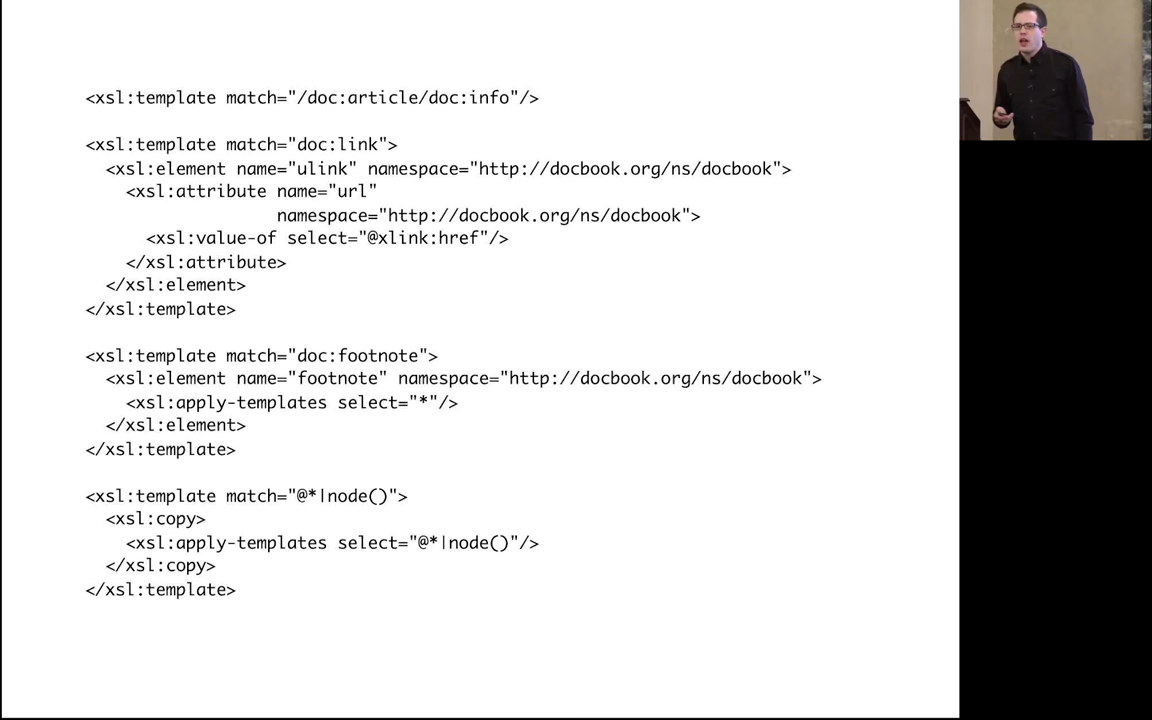 <xsl:template match="/doc:article/doc:info"/>
<xsl:template match="doc:link">
<xsl:element name="ulink" namespace="http://docbook.org/ns/docbook">
<xsl:attribute name="url"
namespace="http://docbook.org/ns/docbook">
<xsl:value-of select="@xlink:href"/>
</xsl:attribute>
</xsl:element>
</xsl:template>
<xsl:template match="doc:footnote">
<xsl:element name="footnote" namespace="http://docbook.org/ns/docbook">
<xsl:apply-templates select="*"/>
</xsl:element>
</xsl:template>
<xsl:template match="@*|node()">
<xsl:copy>
<xsl:apply-templates select="@*|node()"/>
</xsl:copy>
</xsl:template>